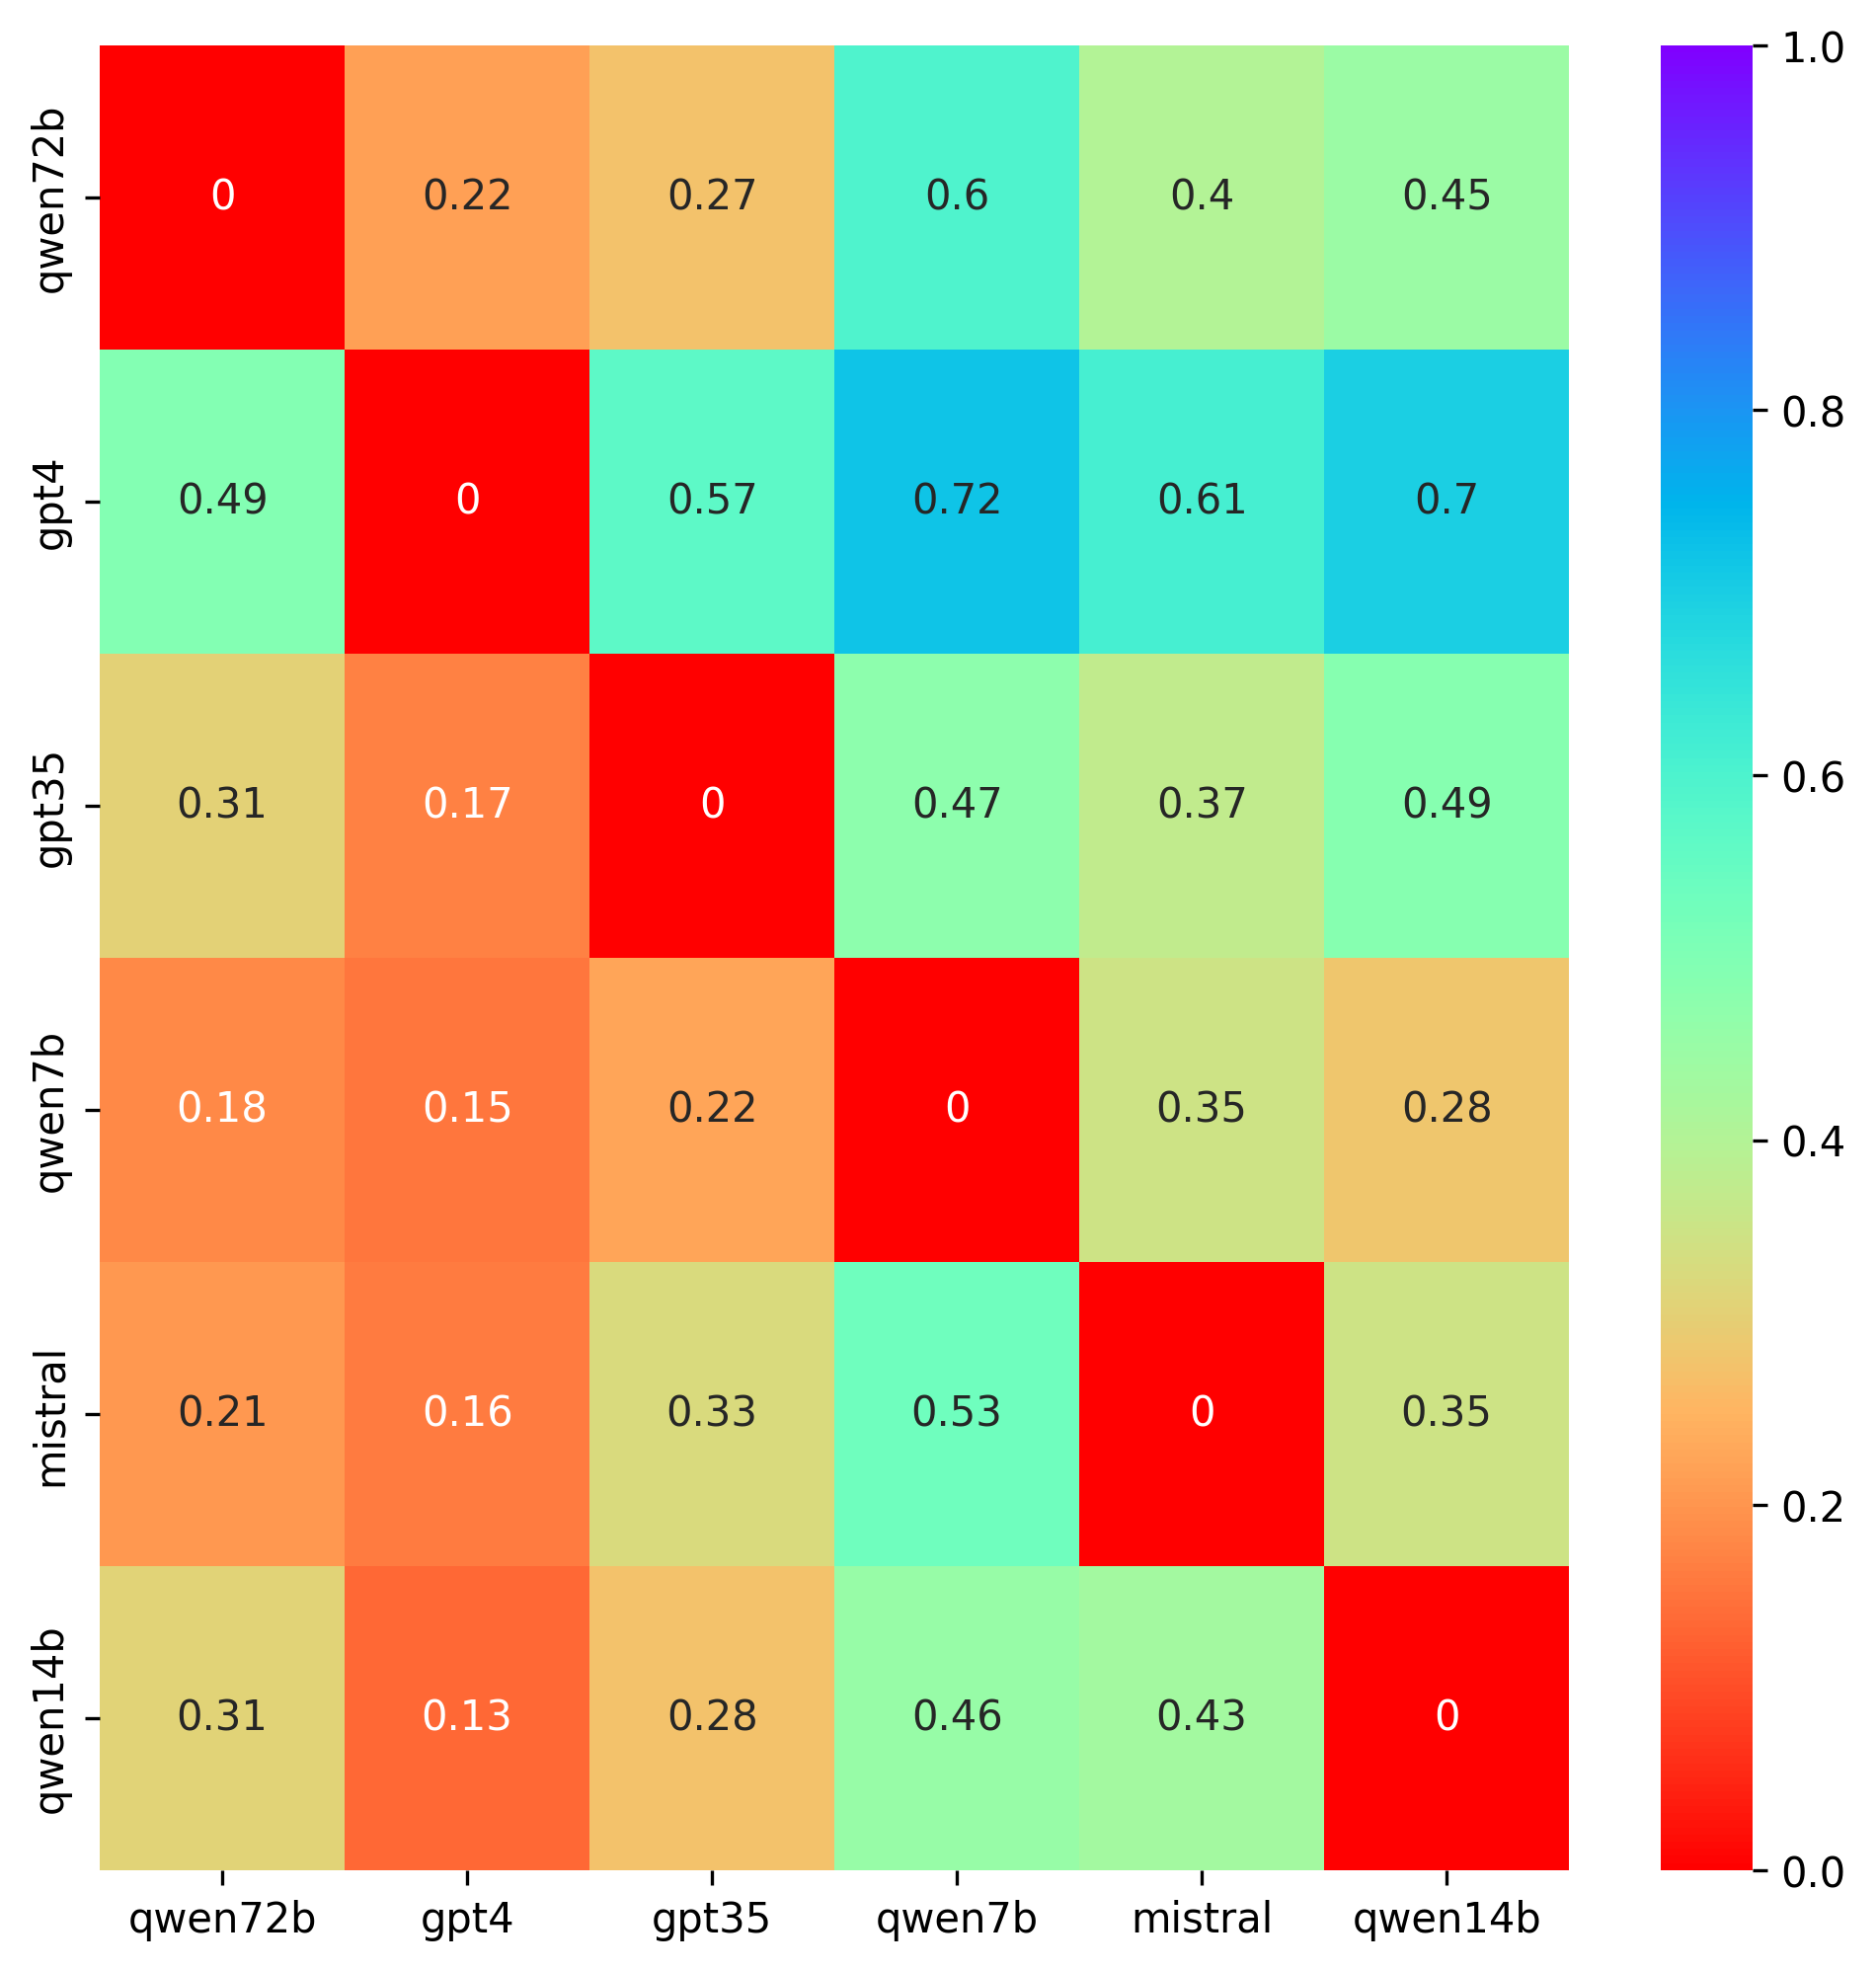 qwen72b 0 0.22 0.27 0.6 0.4 0.45
gpt4 0.49 0 0.57 0.72 0.61 0.7
gpt35 0.31 0.17 0 0.47 0.37 0.49
qwen7b 0.18 0.15 0.22 0 0.35 0.28
mistral 0.21 0.16 0.33 0.53 0 0.35
qwen14b 0.31 0.13 0.28 0.46 0.43 0
qwen72b gpt4 gpt35 qwen7b mistral qwen14b
1.0
0.8
0.6
0.4
0.2
0.0